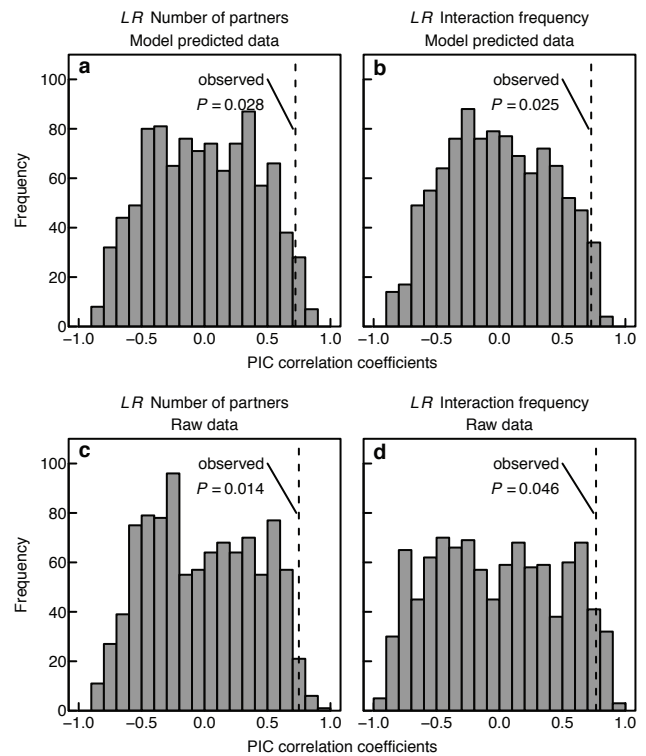 LR Number of partners
Model predicted data
LR Interaction frequency
Model predicted data
a
observed
P = 0.028
b
observed
P = 0.025
Frequency
0
20
40
60
80
100
−1.0 −0.5 0.0 0.5 1.0
−1.0 −0.5 0.0 0.5 1.0
PIC correlation coefficients
LR Number of partners
Raw data
LR Interaction frequency
Raw data
c
observed
P = 0.014
d
observed
P = 0.046
Frequency
0
20
40
60
80
100
−1.0 −0.5 0.0 0.5 1.0
−1.0 −0.5 0.0 0.5 1.0
PIC correlation coefficients